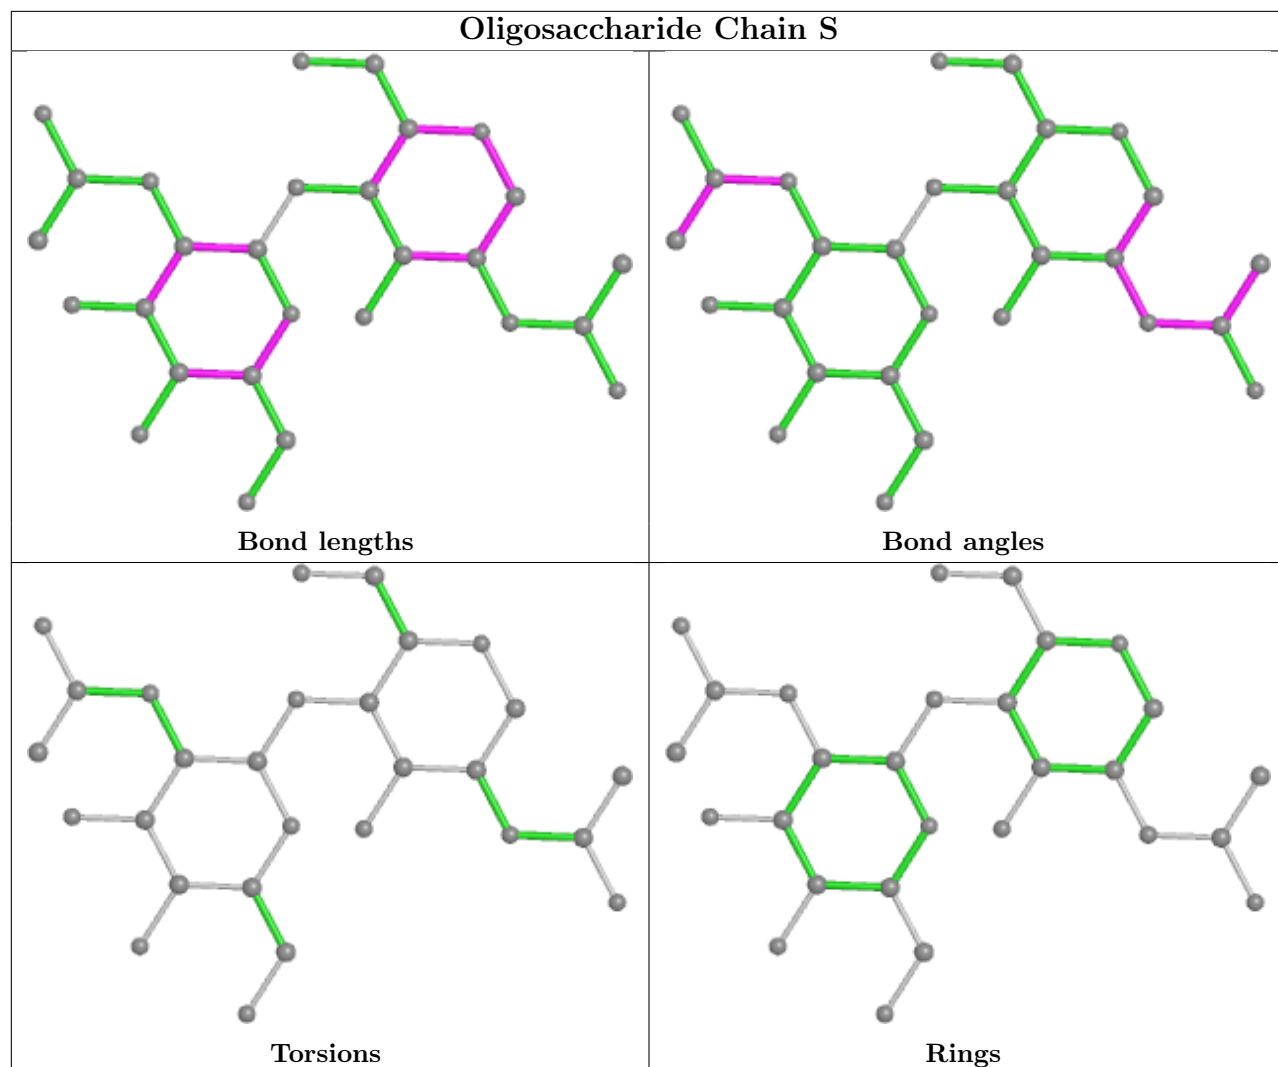 Oligosaccharide Chain S
Bond lengths
Bond angles
Torsions
Rings